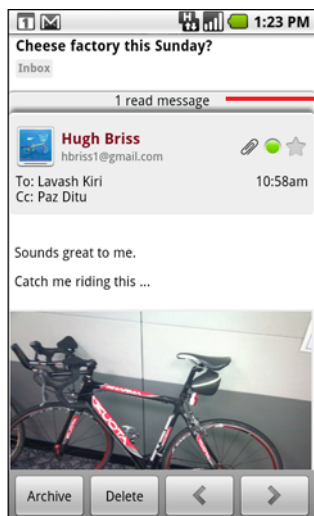 1:23 PM
Cheese factory this Sunday?
Inbox
1 read message
Hugh Briss
hbriss1@gmail.com
To: Lavash Kiri
10:58am
Cc: Paz Ditu
Sounds great to me.
Catch me riding this ...
Archive
Delete